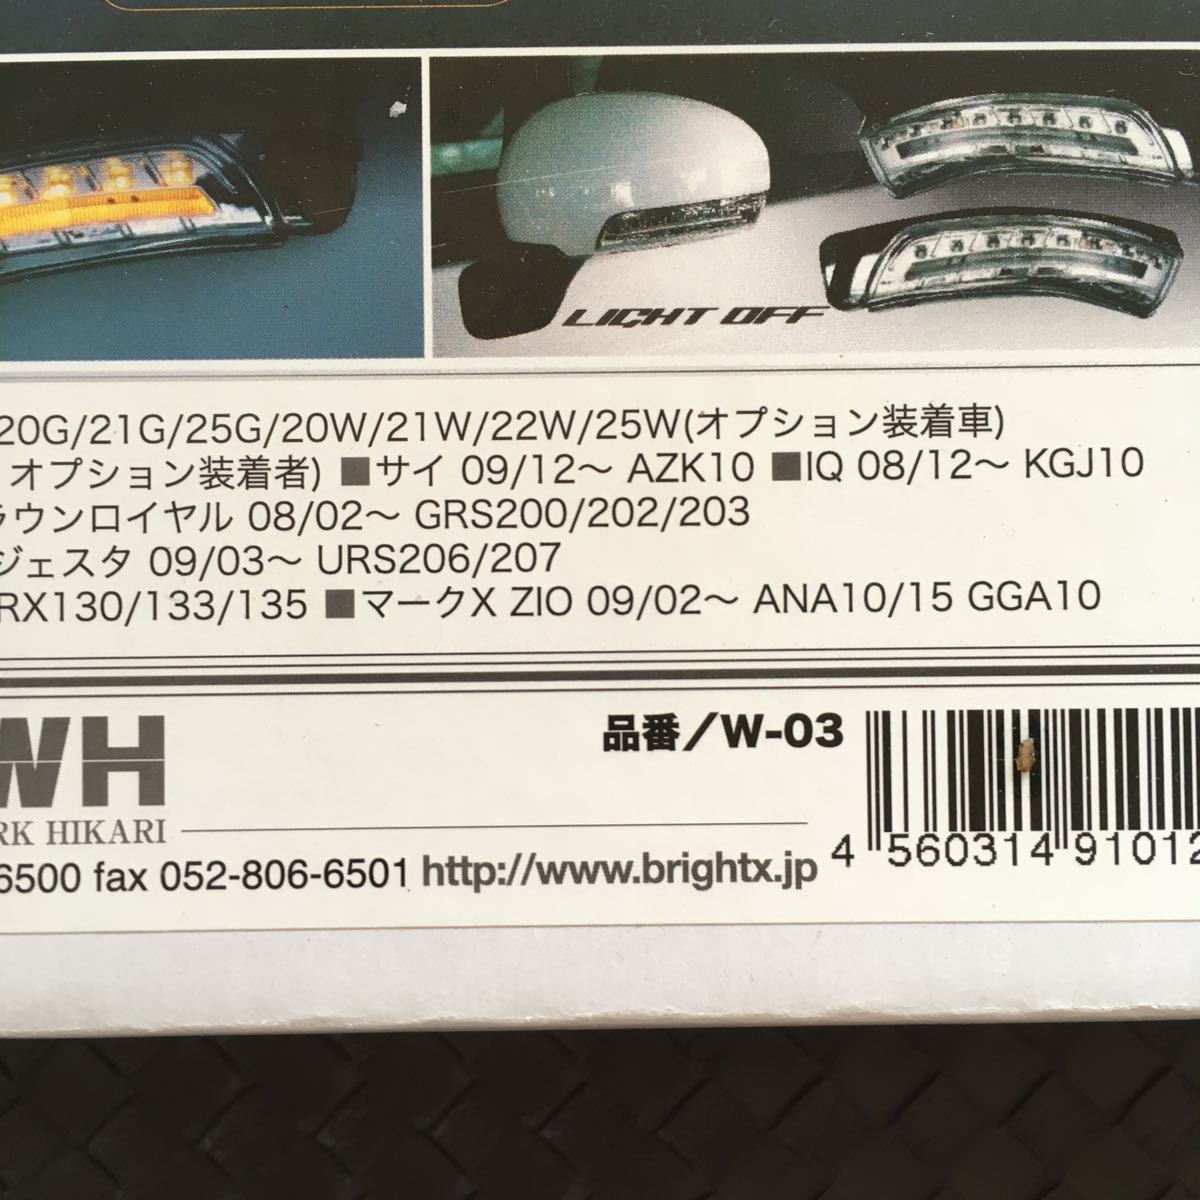 LIGHT OFF
20G/21G/25G/20W/21W/22W/25W(オプション装着車)
オプション装着者) ■サイ 09/12〜 AZK10 ■IQ 08/12〜 KGJ10
ラウンロイヤル 08/02〜 GRS200/202/203
ジェスタ 09/03〜 URS206/207
RX130/133/135 ■マークX ZIO 09/02〜 ANA10/15 GGA10
WH
品番/W-03
RK HIKARI
6500 fax 052-806-6501 http://www.brightx.jp
4 560314 91012